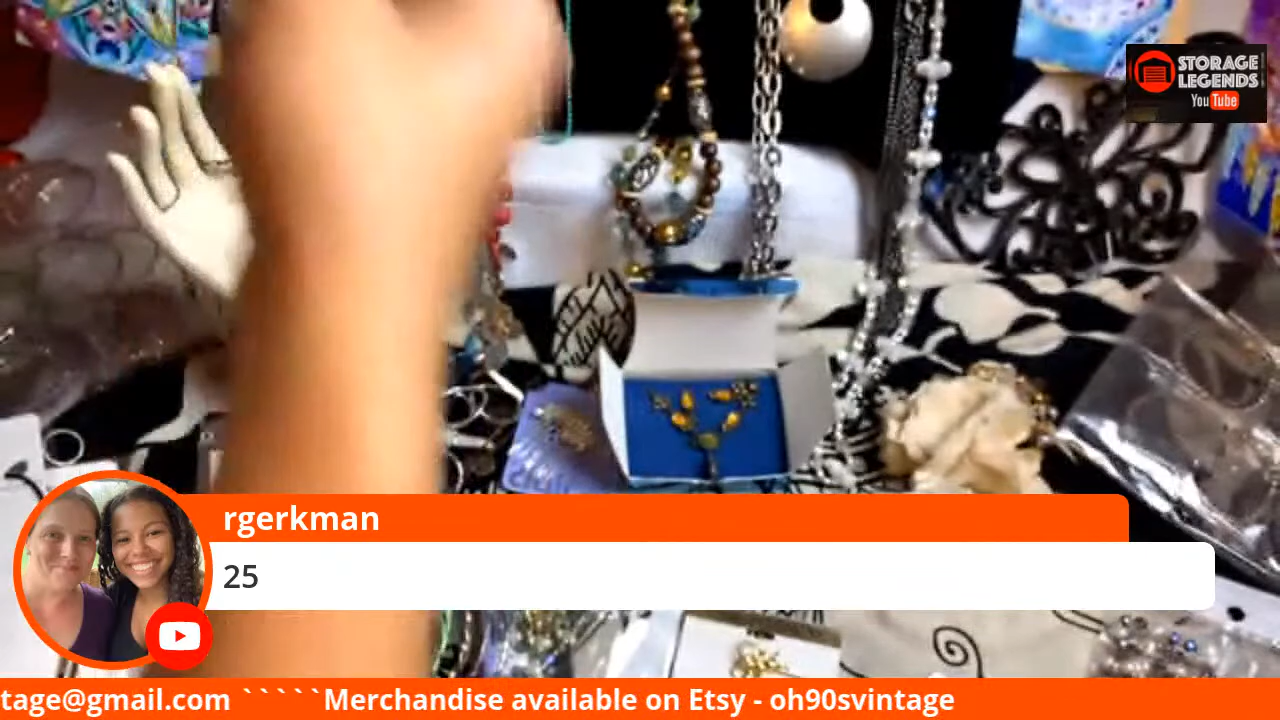 STORAGE
LEGENDS
YouTube
rgerkman
25
tage@gmail.com ` ` ` ` `Merchandise available on Etsy - oh90svintage